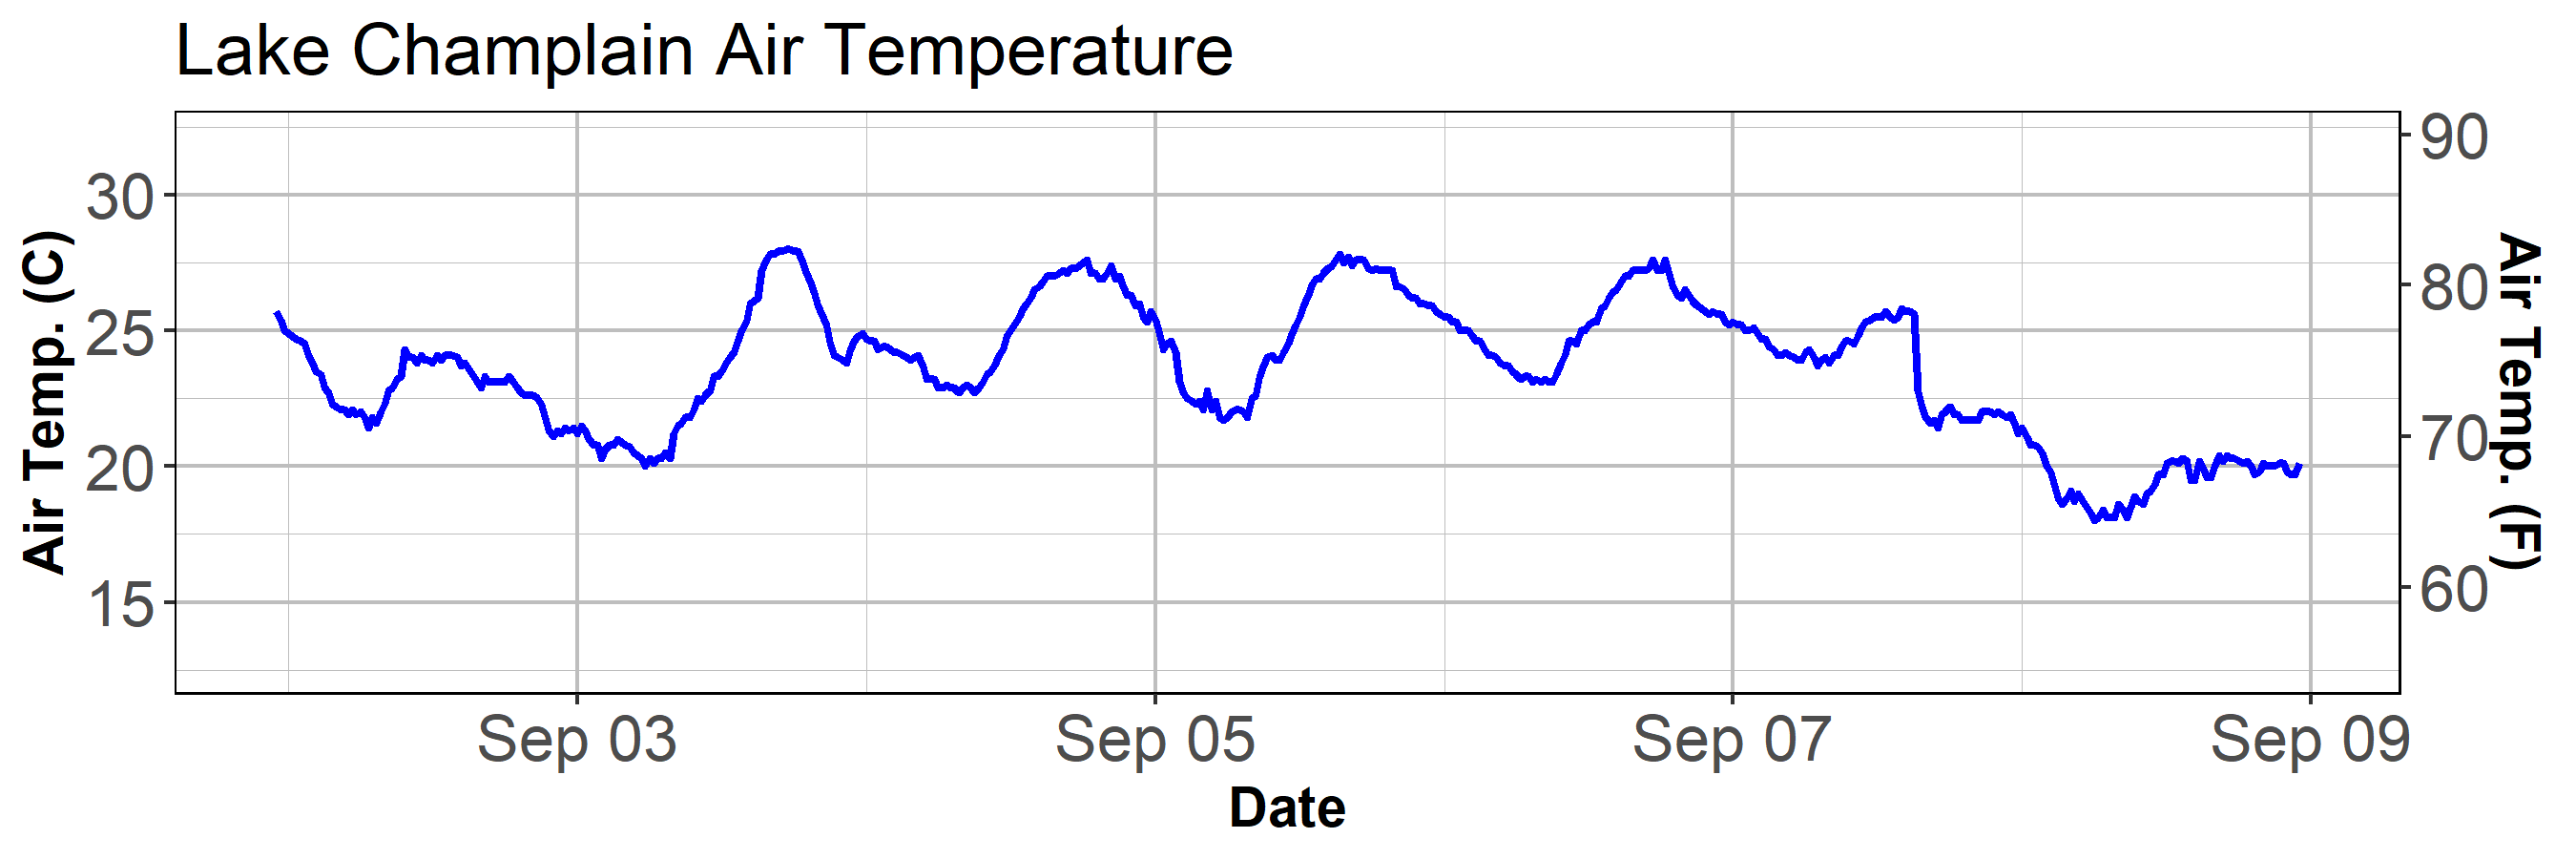 Lake Champlain Air Temperature
Air Temp. (C)
30
25
20
15
90
80
70
60
Air Temp. (F)
Sep 03 Sep 05 Sep 07 Sep 09
Date